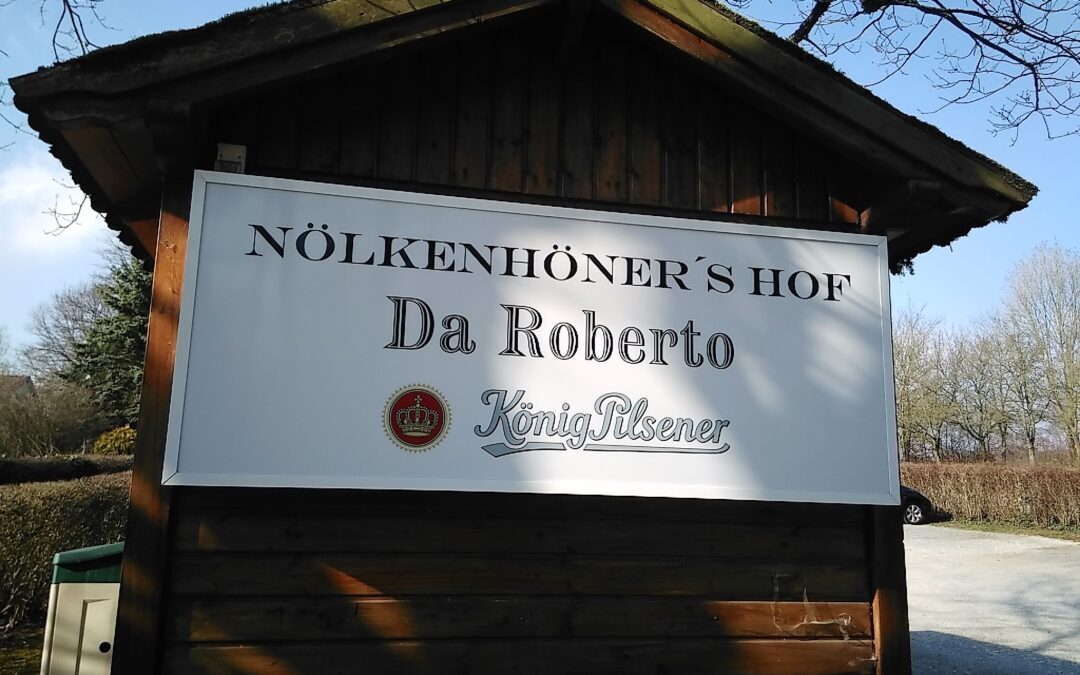 NÖLKENHÖNER´S HOF
Da Roberto
König Pilsener